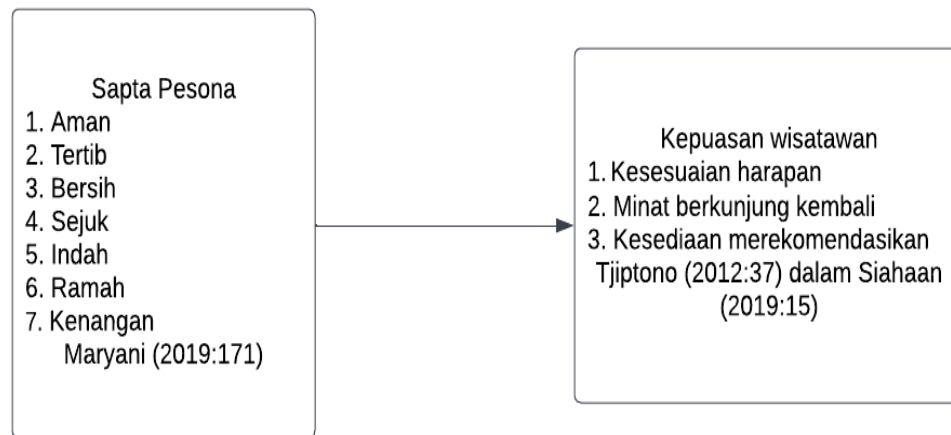 Sapta Pesona
1. Aman
2. Tertib
3. Bersih
4. Sejuk
5. Indah
6. Ramah
7. Kenangan
Maryani (2019:171)
Kepuasan wisatawan
1. Kesesuaian harapan
2. Minat berkunjung kembali
3. Kesediaan merekomendasikan
Tjiptono (2012:37) dalam Siahaan
(2019:15)